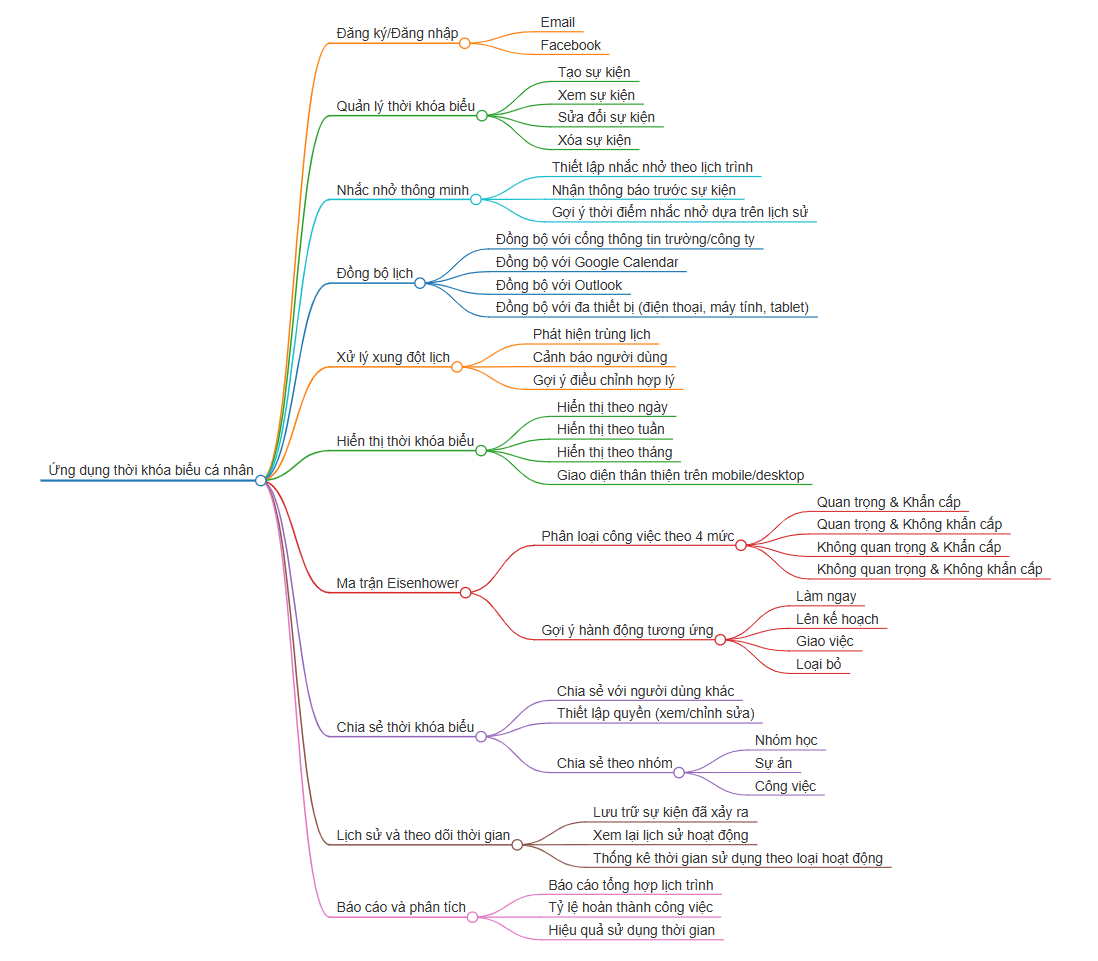 Đăng ký/Đăng nhập
Email
Facebook
Quản lý thời khóa biểu
Tạo sự kiện
Xem sự kiện
Sửa đổi sự kiện
Xóa sự kiện
Nhắc nhở thông minh
Thiết lập nhắc nhở theo lịch trình
Nhận thông báo trước sự kiện
Gợi ý thời điểm nhắc nhở dựa trên lịch sử
Đồng bộ lịch
Đồng bộ với cổng thông tin trường/công ty
Đồng bộ với Google Calendar
Đồng bộ với Outlook
Đồng bộ với đa thiết bị (điện thoại, máy tính, tablet)
Xử lý xung đột lịch
Phát hiện trùng lịch
Cảnh báo người dùng
Gợi ý điều chỉnh hợp lý
Hiển thị thời khóa biểu
Hiển thị theo ngày
Hiển thị theo tuần
Hiển thị theo tháng
Giao diện thân thiện trên mobile/desktop
Ứng dụng thời khóa biểu cá nhân
Ma trận Eisenhower
Phân loại công việc theo 4 mức
Quan trọng & Khẩn cấp
Quan trọng & Không khẩn cấp
Không quan trọng & Khẩn cấp
Không quan trọng & Không khẩn cấp
Gợi ý hành động tương ứng
Làm ngay
Lên kế hoạch
Giao việc
Loại bỏ
Chia sẻ thời khóa biểu
Chia sẻ với người dùng khác
Thiết lập quyền (xem/chỉnh sửa)
Chia sẻ theo nhóm
Nhóm học
Sự án
Công việc
Lịch sử và theo dõi thời gian
Lưu trữ sự kiện đã xảy ra
Xem lại lịch sử hoạt động
Thống kê thời gian sử dụng theo loại hoạt động
Báo cáo và phân tích
Báo cáo tổng hợp lịch trình
Tỷ lệ hoàn thành công việc
Hiệu quả sử dụng thời gian